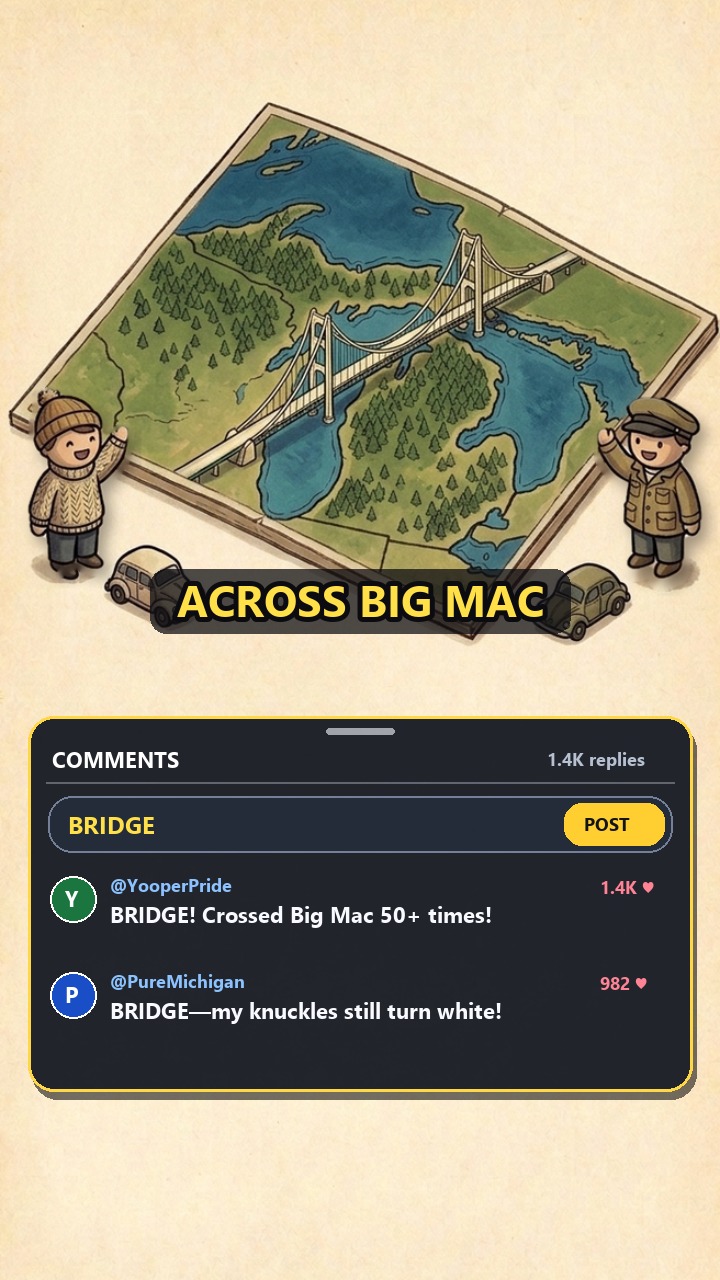 ACROSS BIG MAC
COMMENTS
1.4K replies
BRIDGE
POST
Y
@YooperPride
1.4K ♥
BRIDGE! Crossed Big Mac 50+ times!
P
@PureMichigan
982 ♥
BRIDGE—my knuckles still turn white!